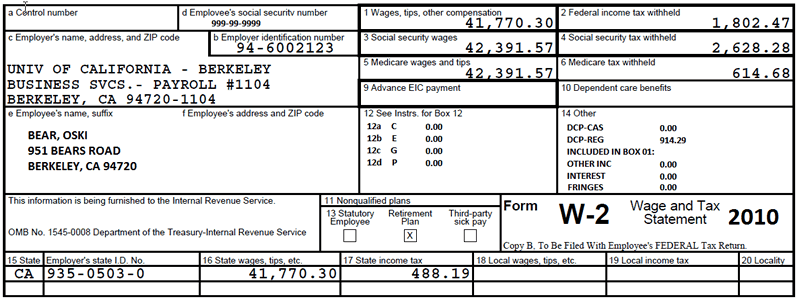 a Control number
d Employee's social security number
999-99-9999
1 Wages, tips, other compensation
41,770.30
2 Federal income tax withheld
1,802.47
c Employer's name, address, and ZIP code
b Employer identification number
94-6002123
3 Social security wages
42,391.57
4 Social security tax withheld
2,628.28
UNIV OF CALIFORNIA - BERKELEY
BUSINESS SVCS.- PAYROLL #1104
BERKELEY, CA 94720-1104
5 Medicare wages and tips
42,391.57
6 Medicare tax withheld
614.68
9 Advance EIC payment
10 Dependent care benefits
e Employee's name, suffix
f Employee's address and ZIP code
BEAR, OSKI
951 BEARS ROAD
BERKELEY, CA 94720
12 See Instrs. for Box 12
12a C 0.00
12b E 0.00
12c G 0.00
12d P 0.00
14 Other
DCP-CAS 0.00
DCP-REG 914.29
INCLUDED IN BOX 01:
OTHER INC 0.00
INTEREST 0.00
FRINGES 0.00
This information is being furnished to the Internal Revenue Service.
OMB No. 1545-0008 Department of the Treasury-Internal Revenue Service
11 Nonqualified plans
13 Statutory Employee
Retirement Plan
X
Third-party sick pay
Form W-2 Wage and Tax Statement 2010
Copy B, To Be Filed With Employee's FEDERAL Tax Return.
15 State
CA
Employer's state I.D. No.
935-0503-0
16 State wages, tips, etc.
41,770.30
17 State income tax
488.19
18 Local wages, tips, etc.
19 Local income tax
20 Locality